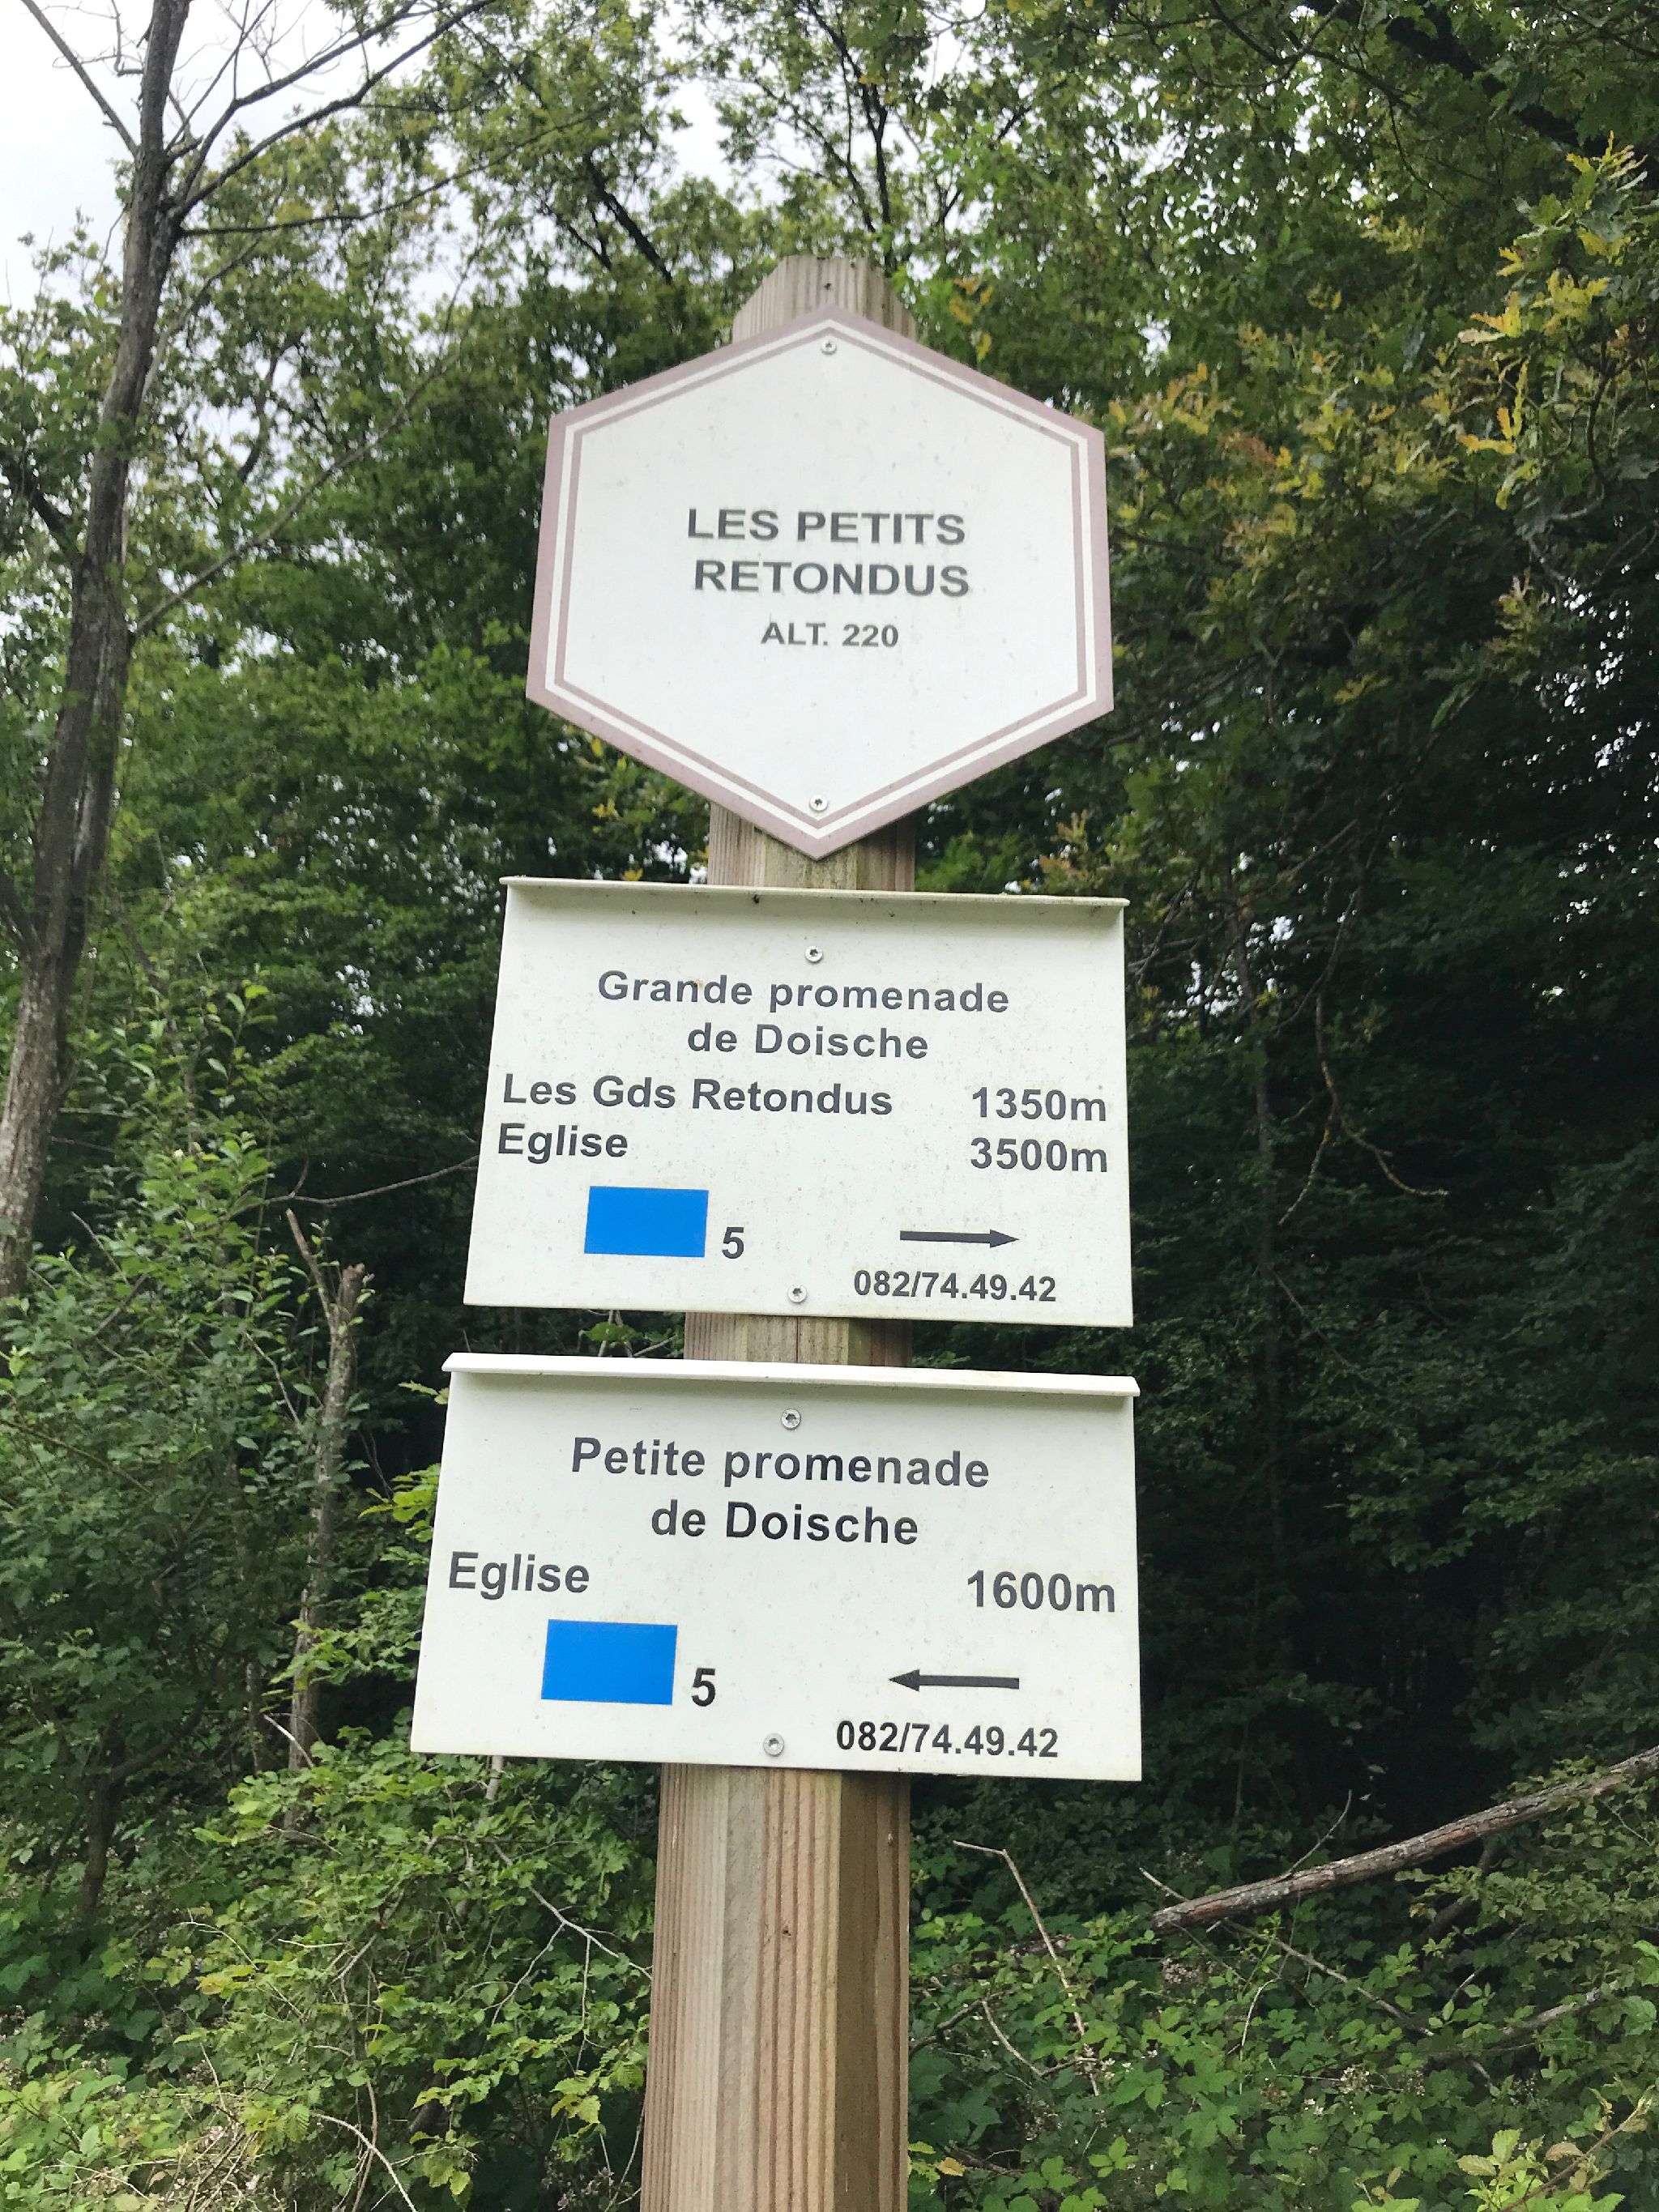 LES PETITS
RETONDUS
ALT. 220
Grande promenade
de Doische
Les Gds Retondus 1350m
Eglise 3500m
5
082/74.49.42
Petite promenade
de Doische
Eglise 1600m
5
082/74.49.42